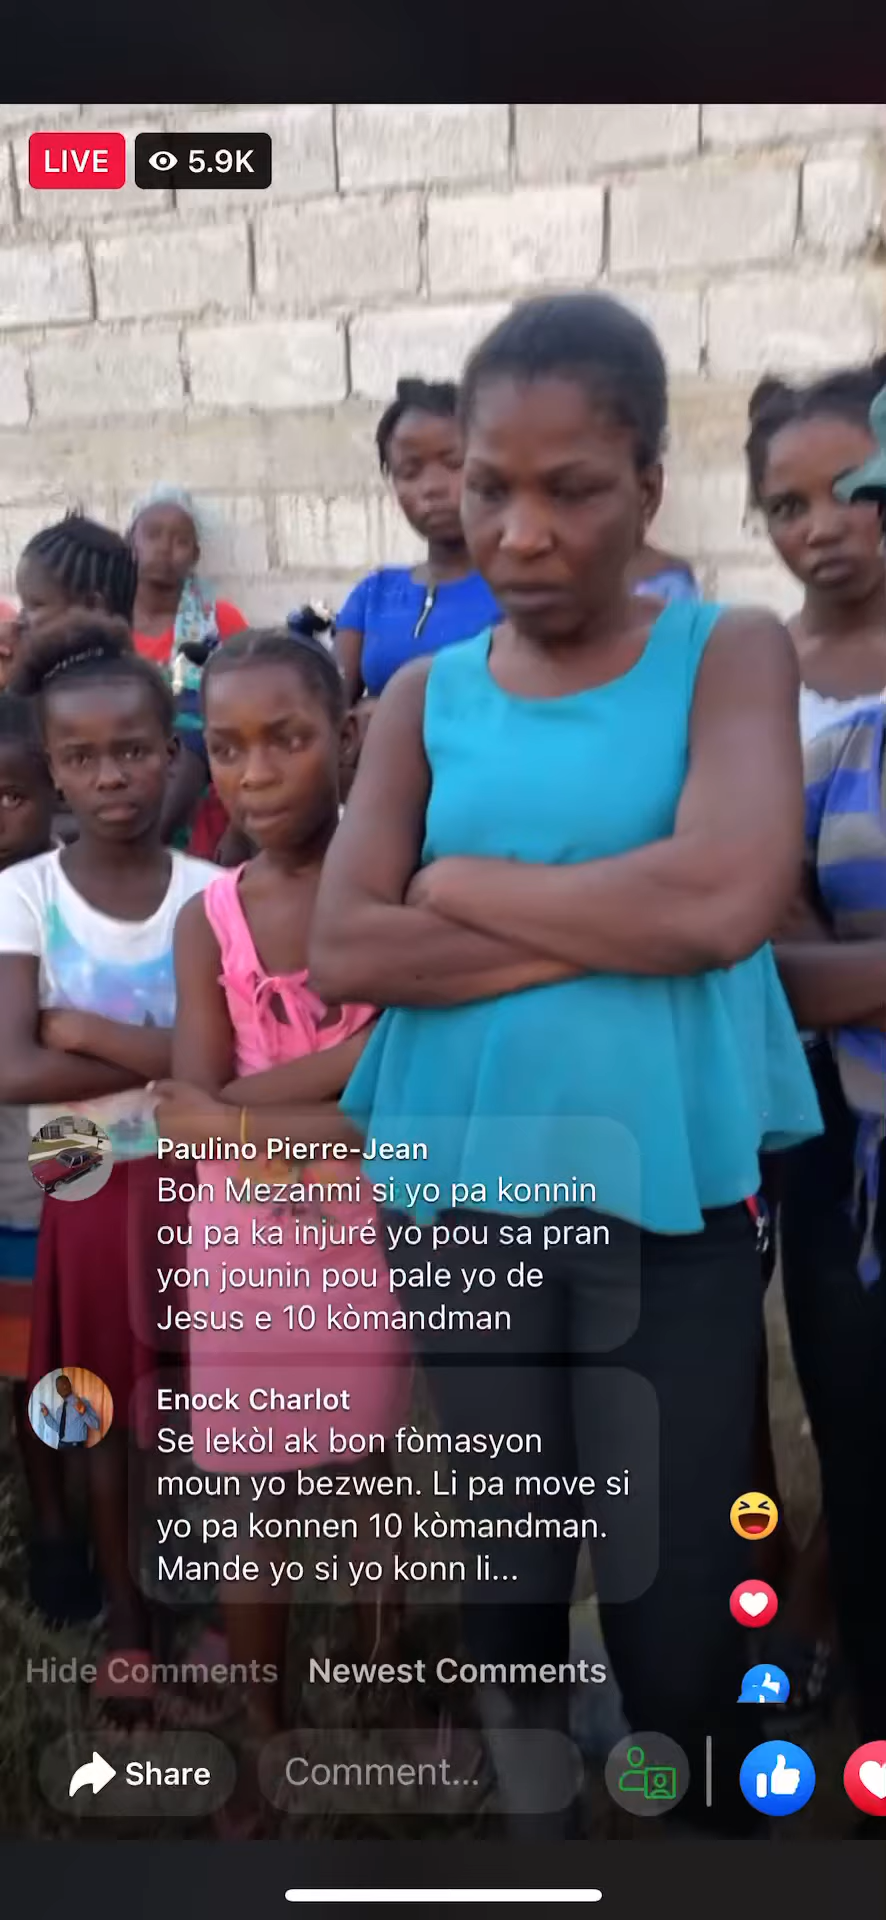 LIVE 5.9K
Paulino Pierre-Jean
Bon Mezanmi si yo pa konnin
ou pa ka injuré yo pou sa pran
yon jounin pou pale yo de
Jesus e 10 kòmandman
Enock Charlot
Se lekòl ak bon fòmasyon
moun yo bezwen. Li pa move si
yo pa konnen 10 kòmandman.
Mande yo si yo konn li...
Hide Comments Newest Comments
Share Comment...